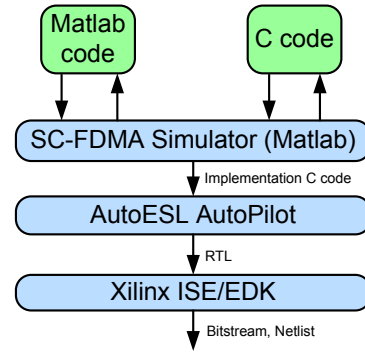 Matlab
code
C code
SC-FDMA Simulator (Matlab)
Implementation C code
AutoESL AutoPilot
RTL
Xilinx ISE/EDK
Bitstream, Netlist